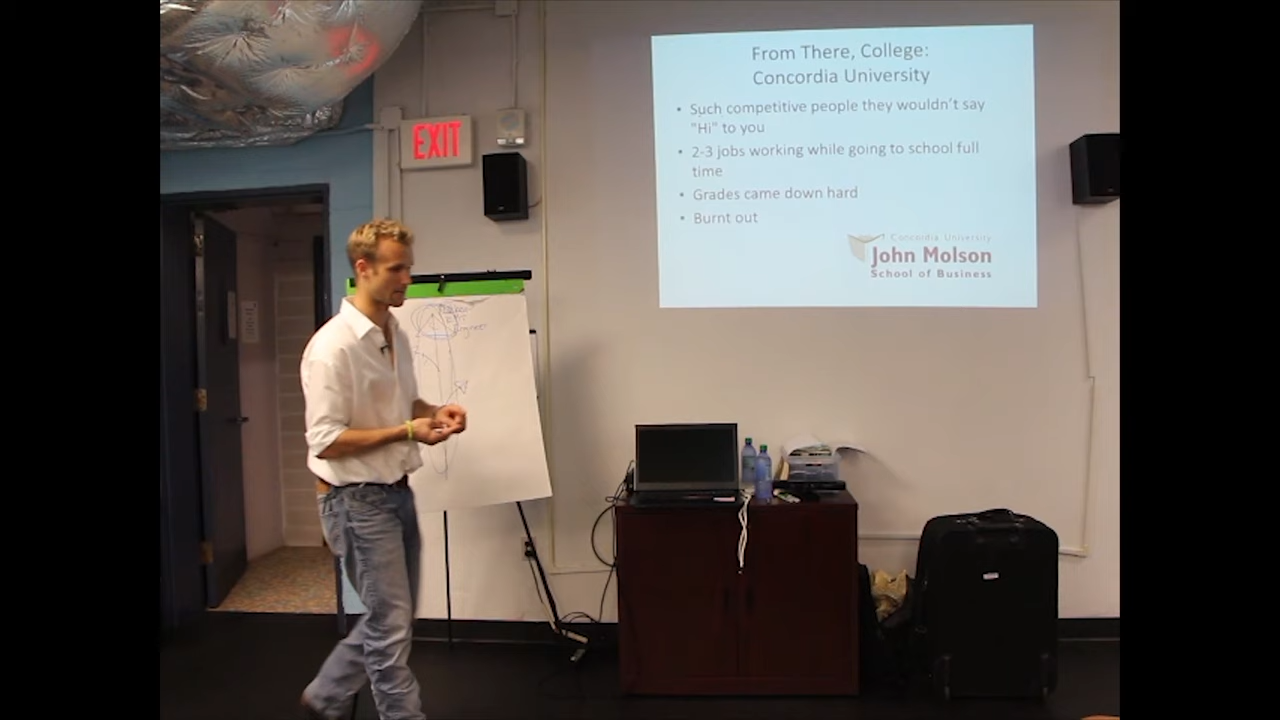 From There, College:
Concordia University
• Such competitive people they wouldn't say
"Hi" to you
• 2-3 jobs working while going to school full
time
• Grades came down hard
• Burnt out
Concordia University
John Molson
School of Business
EXIT